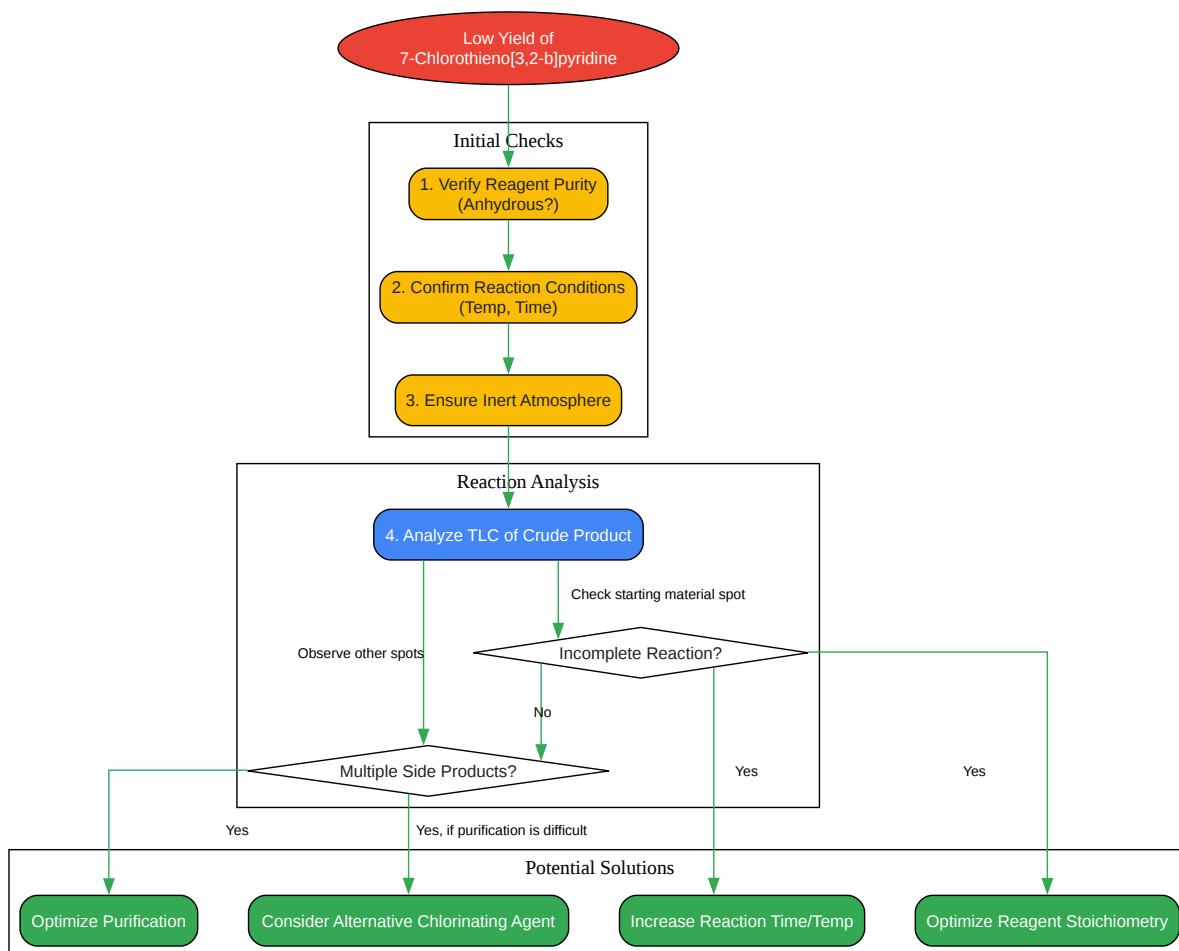 Low Yield of
7-Chlorothieno[3,2-b]pyridine
Initial Checks
1. Verify Reagent Purity
(Anhydrous?)
2. Confirm Reaction Conditions
(Temp, Time)
3. Ensure Inert Atmosphere
Reaction Analysis
4. Analyze TLC of Crude Product
Check starting material spot
Observe other spots
Incomplete Reaction?
No
Multiple Side Products?
Yes
Yes
Yes
Yes, if purification is difficult
Potential Solutions
Optimize Purification
Consider Alternative Chlorinating Agent
Increase Reaction Time/Temp
Optimize Reagent Stoichiometry